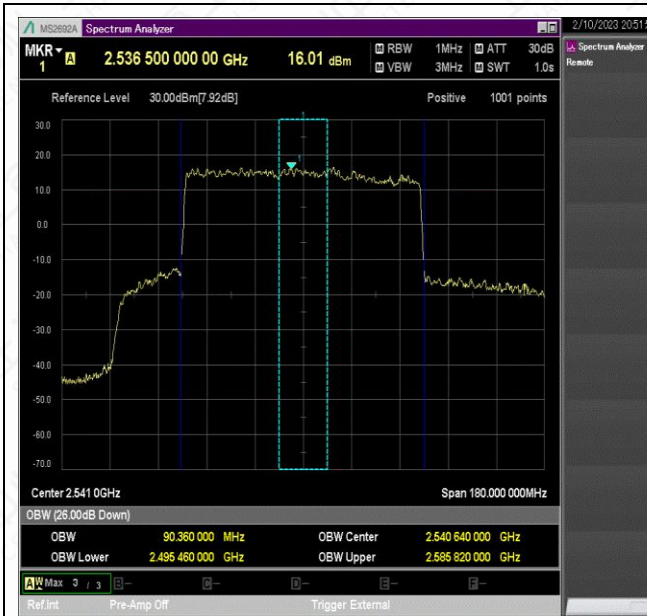 MS2692A Spectrum Analyzer
2/10/2023 2051
MKR 1 A 2.536 500 000 00 GHz 16.01 dBm
RBW 1MHz ATT 30dB
VBW 3MHz SWT 1.0s
Spectrum Analyzer
Remote
Reference Level 30.00dBm[7.92dB] Positive 1001 points
30.0
20.0
1
10.0
0.0
-10.0
-20.0
-30.0
-40.0
-50.0
-60.0
-70.0
Center 2.541 0GHz Span 180.000 000MHz
OBW (26.00dB Down)
OBW 90.360 000 MHz OBW Center 2.540 640 000 GHz
OBW Lower 2.495 460 000 GHz OBW Upper 2.585 820 000 GHz
A W Max 3 / 3 B- C- D- E- F-
Ref.Int Pre-Amp Off Trigger External